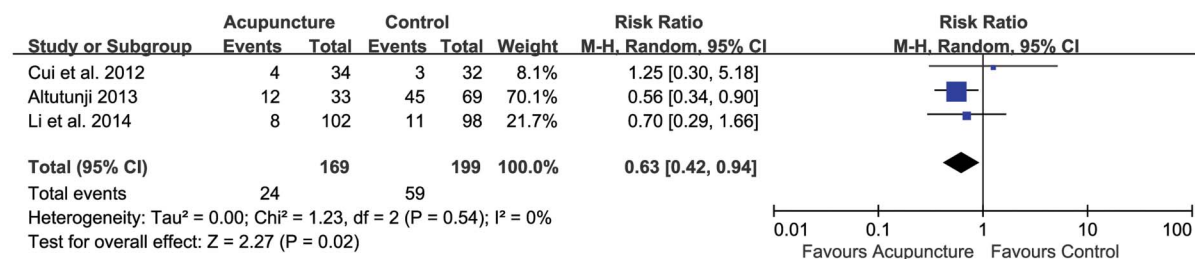 Acupuncture Control Risk Ratio Risk Ratio
Study or Subgroup Events Total Events Total Weight M-H, Random, 95% CI M-H, Random, 95% CI
Cui et al. 2012 4 34 3 32 8.1% 1.25 [0.30, 5.18]
Altutunji 2013 12 33 45 69 70.1% 0.56 [0.34, 0.90]
Li et al. 2014 8 102 11 98 21.7% 0.70 [0.29, 1.66]
Total (95% CI) 169 199 100.0% 0.63 [0.42, 0.94]
Total events 24 59
Heterogeneity: Tau² = 0.00; Chi² = 1.23, df = 2 (P = 0.54); I² = 0%
Test for overall effect: Z = 2.27 (P = 0.02)
0.01 0.1 1 10 100
Favours Acupuncture Favours Control